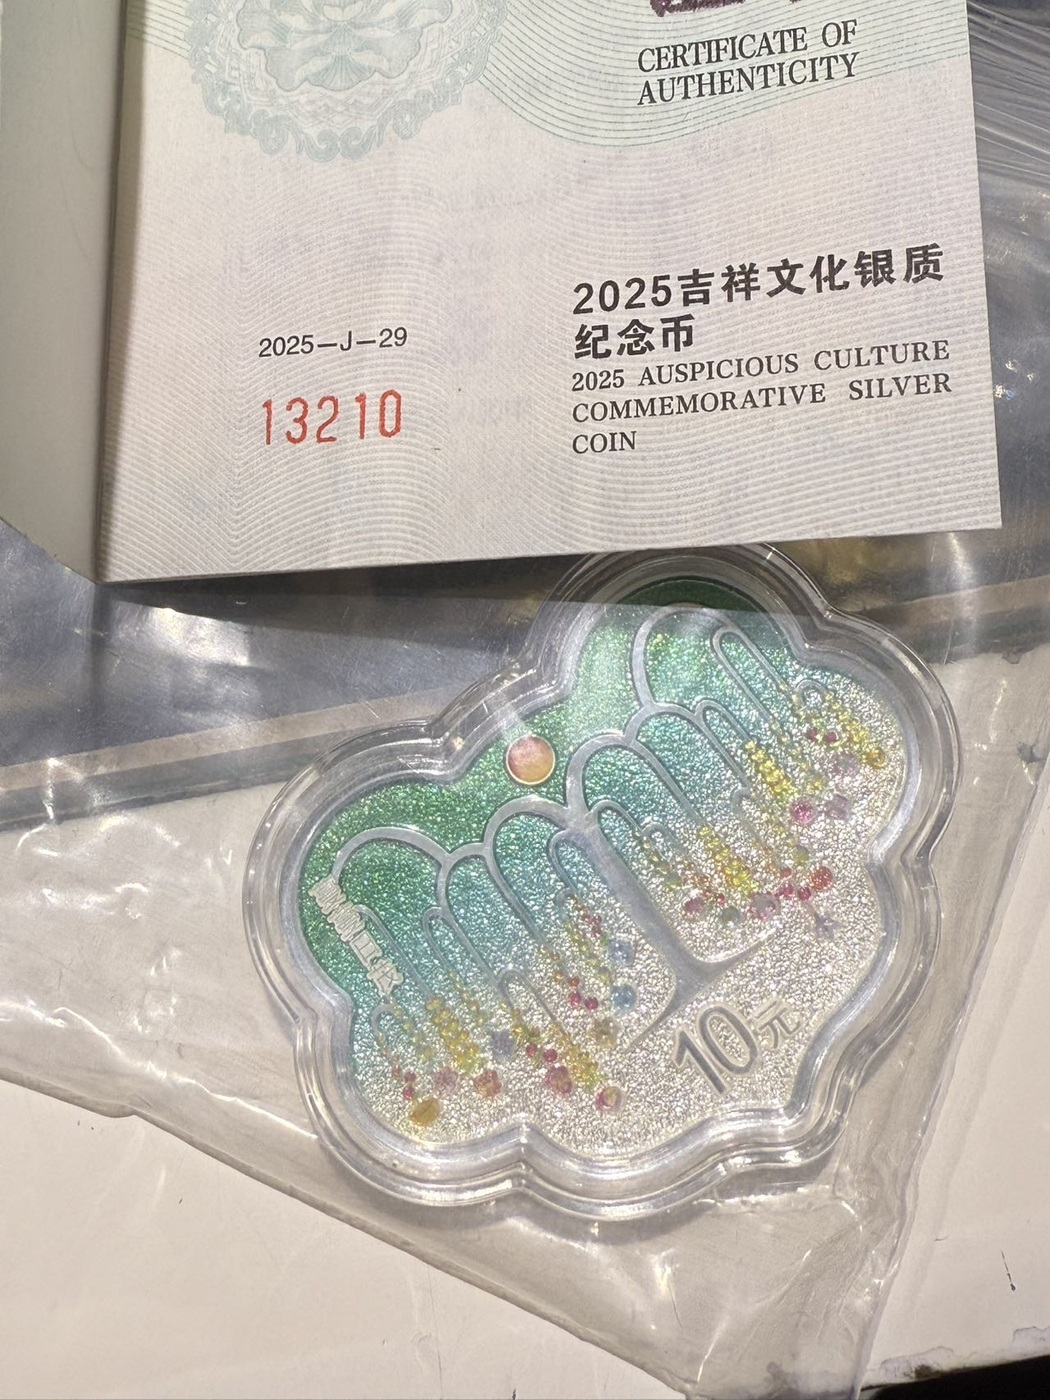 CERTIFICATE OF
AUTHENTICITY
2025吉祥文化银质
纪念币
2025 AUSPICIOUS CULTURE
COMMEMORATIVE SILVER
COIN
2025—J—29
13210
10元